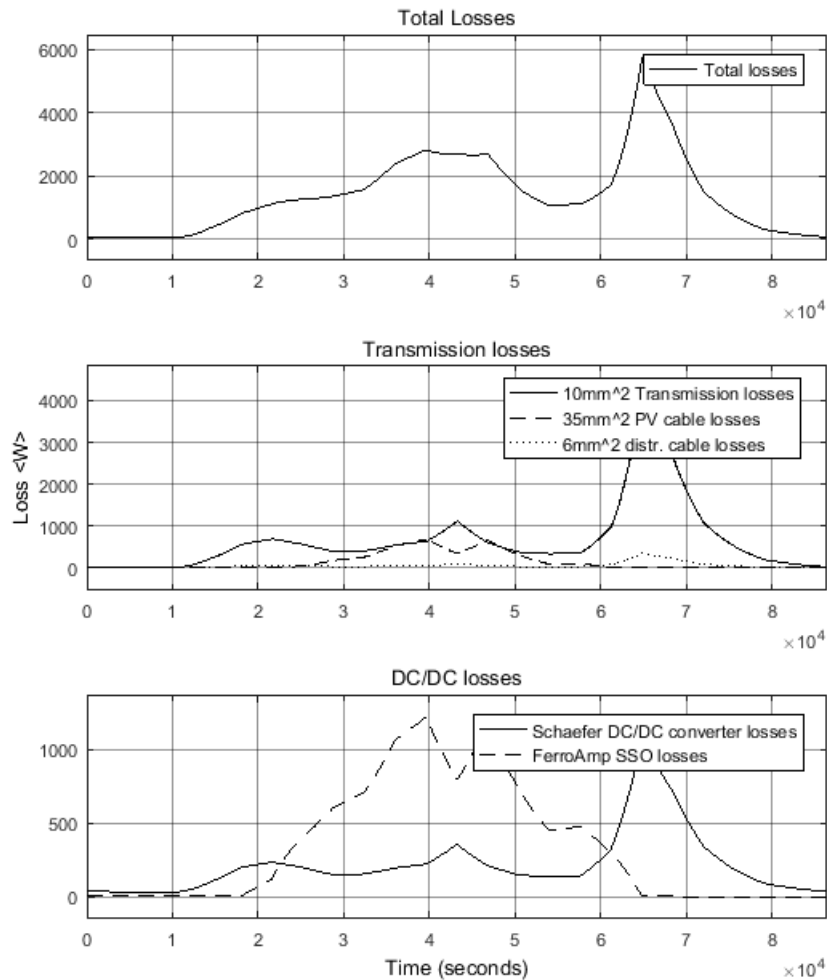 Total Losses
6000
4000
2000
0
Total losses
0 1 2 3 4 5 6 7 8
×10^4
Transmission losses
4000
3000
2000
1000
0
10mm^2 Transmission losses
35mm^2 PV cable losses
6mm^2 distr. cable losses
Loss <W>
0 1 2 3 4 5 6 7 8
×10^4
DC/DC losses
1000
500
0
Schaefer DC/DC converter losses
FerroAmp SSO losses
0 1 2 3 4 5 6 7 8
Time (seconds)
×10^4